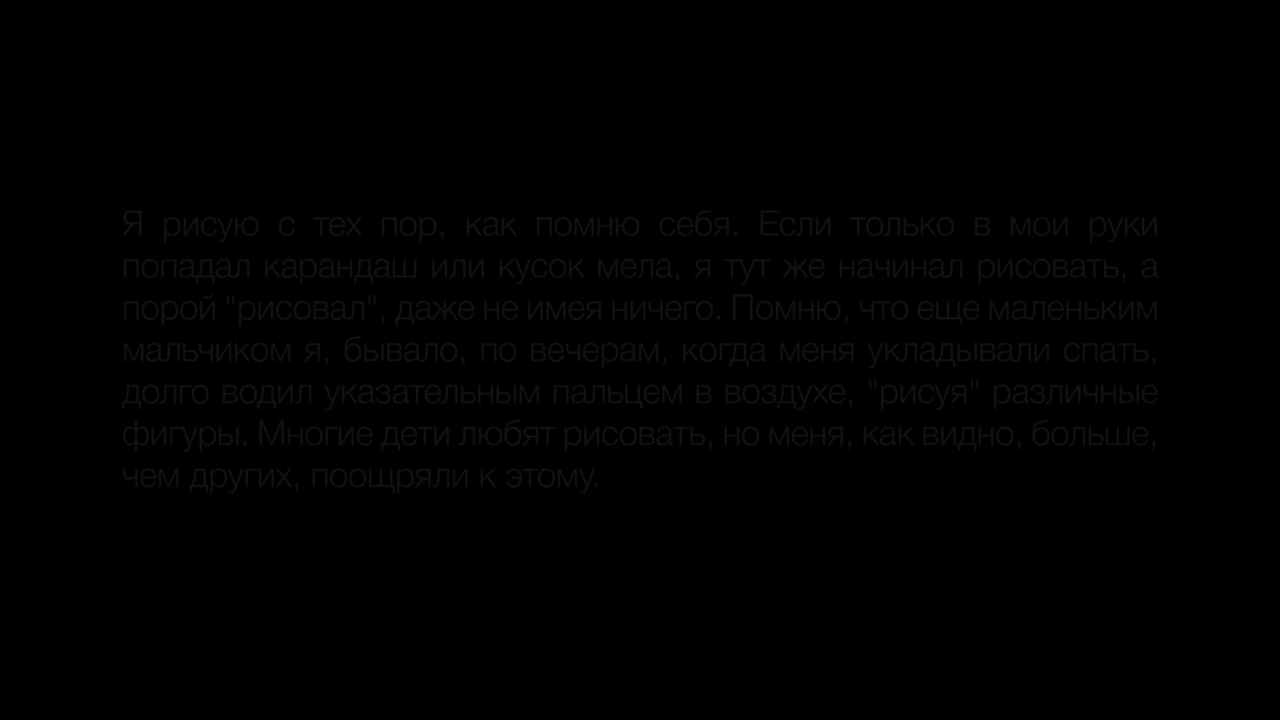 Я рисую с тех пор, как помню себя. Если только в мои руки
попадал карандаш или кусок мела, я тут же начинал рисовать, а
порой "рисовал", даже не имея ничего. Помню, что еще маленьким
мальчиком я, бывало, по вечерам, когда меня укладывали спать,
долго водил указательным пальцем в воздухе, "рисуя" различные
фигуры. Многие дети любят рисовать, но меня, как видно, больше,
чем других, поощряли к этому.